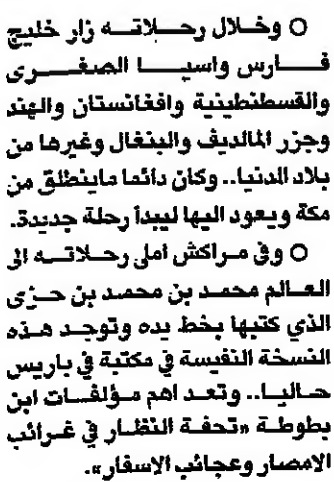 ○ وخلال رحلاته زار خليج
فارس واسيا الصغرى
والقسطنطينية وافغانستان والهند
وجزر المالديف والبنغال وغيرها من
بلاد الدنيا.. وكان دائما ماينطلق من
مكة ويعود اليها ليبدأ رحلة جديدة.
○ وفي مراكش أملى رحلاته الى
العالم محمد بن محمد بن جزى
الذي كتبها بخط يده وتوجد هذه
النسخة النفيسة في مكتبة في باريس
حاليا.. وتعد اهم مؤلفات ابن
بطوطة «تحفة النظار في غرائب
الامصار وعجائب الاسفار».